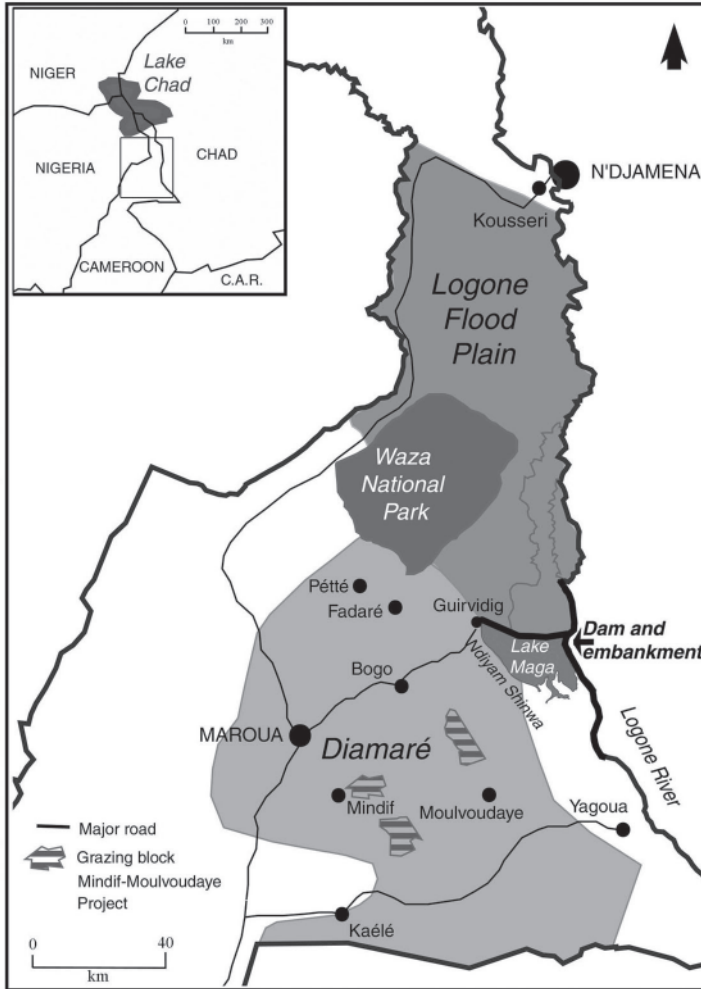 0 100 200 300
km
NIGER
Lake
Chad
NIGERIA
CHAD
CAMEROON
C.A.R.
N'DJAMENA
Kousseri
Logone
Flood
Plain
Waza
National
Park
Pétté
Fadaré
Guirvidig
Dam and
embankment
Lake
Maga
Ndiyam Shinwa
Bogo
Logone River
MAROUA
Diamaré
Mindif
Moulvoudaye
Yagoua
Kaélé
Major road
Grazing block
Mindif-Moulvoudaye
Project
0 40
km